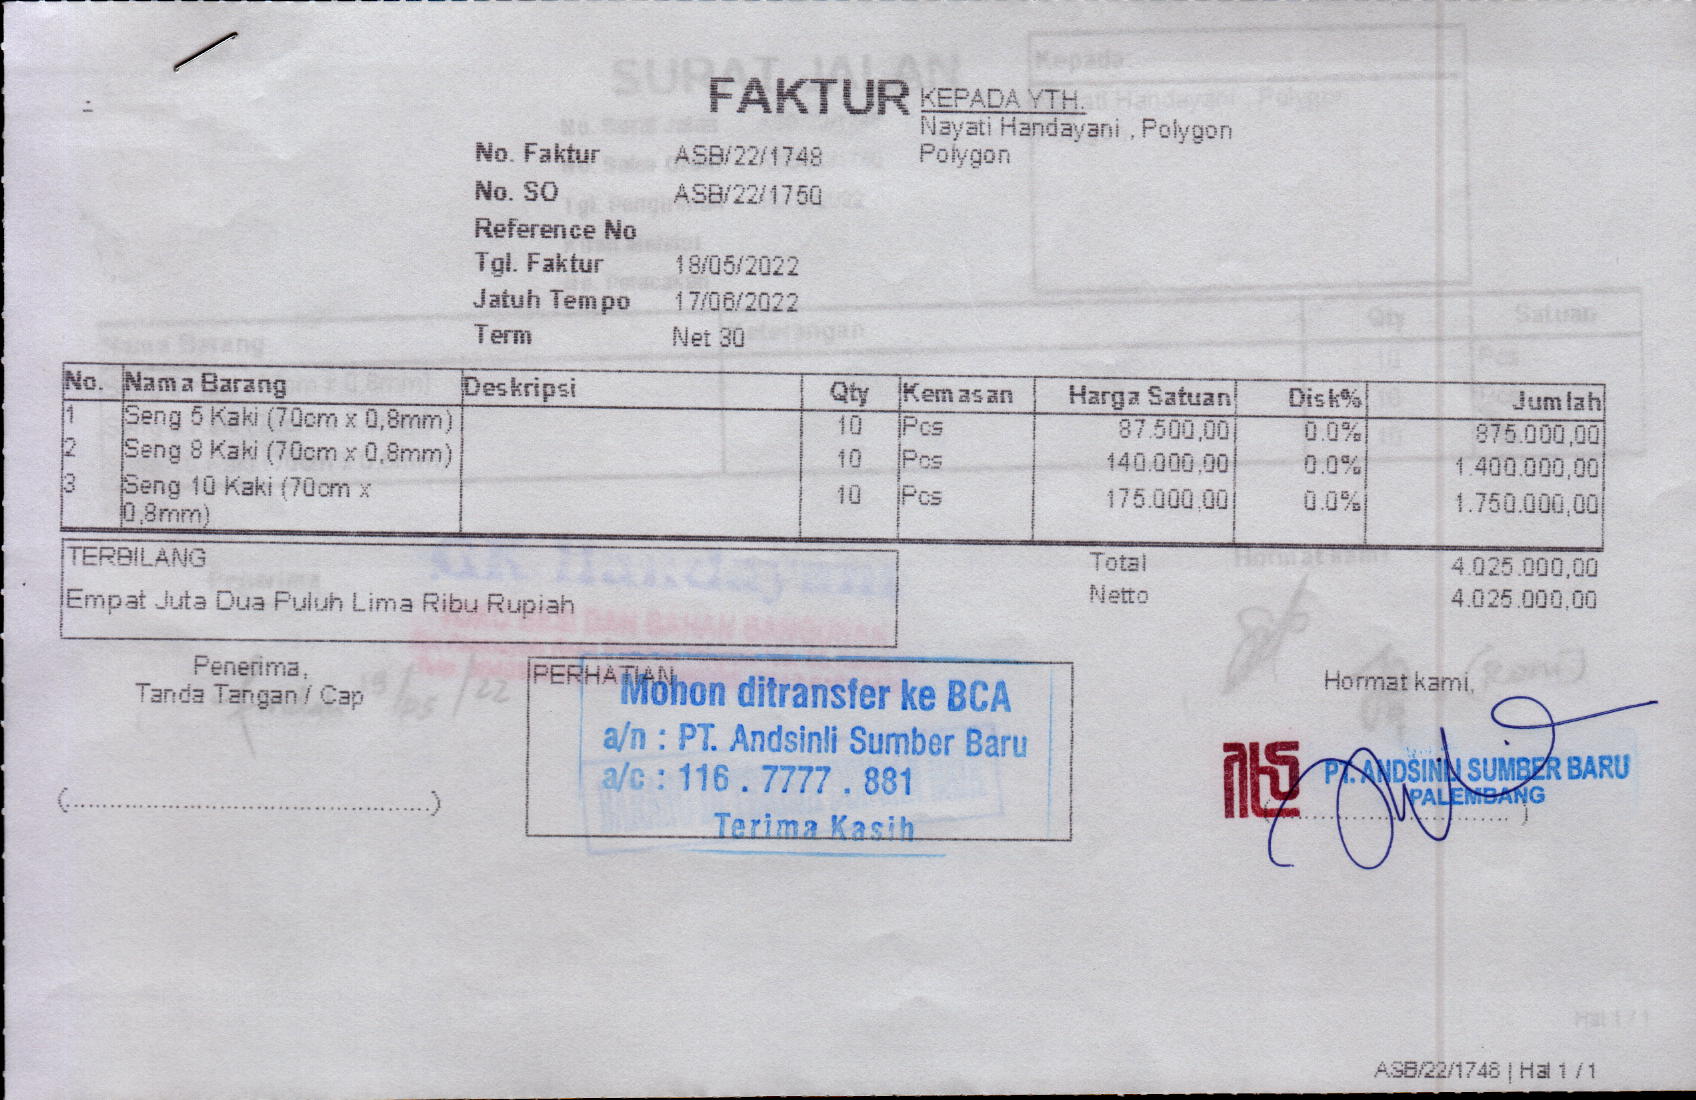 FAKTUR
KEPADA YTH.
Nayati Handayani , Polygon
Polygon
No. Faktur ASB/22/1748
No. SO ASB/22/1750
Reference No
Tgl. Faktur 18/05/2022
Jatuh Tempo 17/06/2022
Term Net 30
No. Nama Barang Deskripsi Qty Kemasan Harga Satuan Disk% Jumlah
1 Seng 5 Kaki (70cm x 0,8mm) 10 Pcs 87.500,00 0.0% 875.000,00
2 Seng 8 Kaki (70cm x 0,8mm) 10 Pcs 140.000,00 0.0% 1.400.000,00
3 Seng 10 Kaki (70cm x 10 Pcs 175.000,00 0.0% 1.750.000,00
0,8mm)
TERBILANG
Empat Juta Dua Puluh Lima Ribu Rupiah
Total 4.025.000,00
Netto 4.025.000,00
Penerima,
Tanda Tangan / Cap
(..............................................)
PERHATIAN
Mohon ditransfer ke BCA
a/n : PT. Andsinli Sumber Baru
a/c : 116 . 7777 . 881
Terima Kasih
Hormat kami,
PT. ANDSINLI SUMBER BARU
PALEMBANG
ASB/22/1748 | Hal 1 / 1